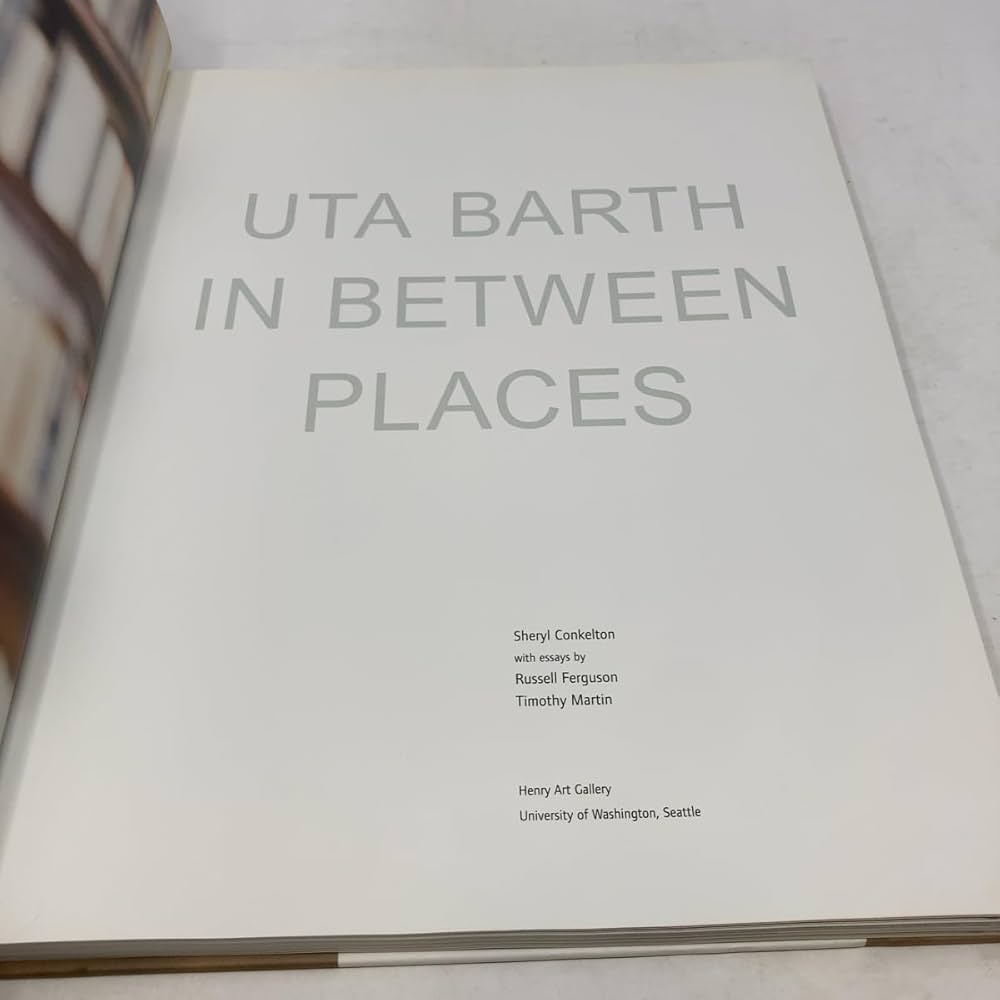 UTA BARTH
IN BETWEEN
PLACES
Sheryl Conkelton
with essays by
Russell Ferguson
Timothy Martin
Henry Art Gallery
University of Washington, Seattle